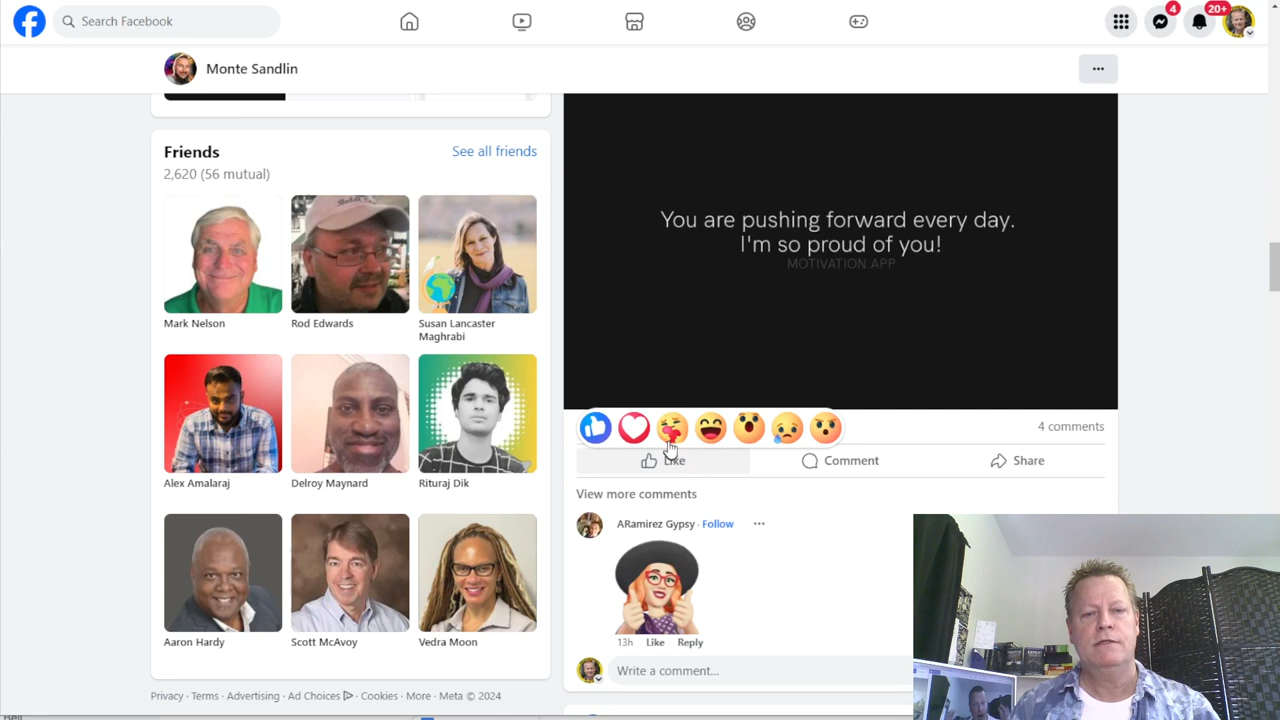 Search Facebook
4
20+
Monte Sandlin
Friends
See all friends
2,620 (56 mutual)
Mark Nelson
Rod Edwards
Susan Lancaster
Maghrabi
Alex Amalaraj
Delroy Maynard
Rituraj Dik
Aaron Hardy
Scott McAvoy
Vedra Moon
Privacy · Terms · Advertising · Ad Choices · Cookies · More · Meta © 2024
You are pushing forward every day.
I'm so proud of you!
MOTIVATION.APP
4 comments
Like
Comment
Share
View more comments
ARamirez Gypsy · Follow
13h Like Reply
Write a comment...